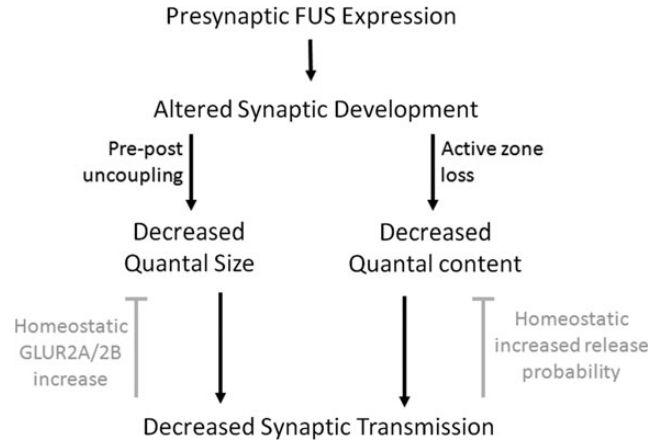 Presynaptic FUS Expression
Altered Synaptic Development
Pre-post
uncoupling
Active zone
loss
Decreased
Quantal Size
Decreased
Quantal content
Homeostatic
GLUR2A/2B
increase
Homeostatic
increased release
probability
Decreased Synaptic Transmission